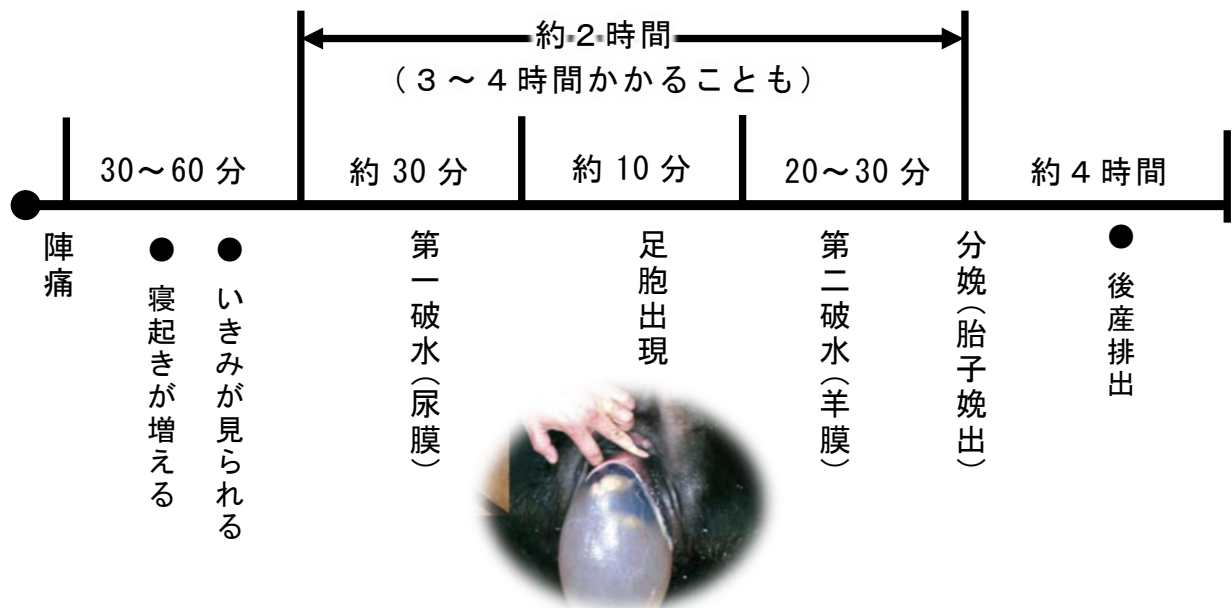 約２時間
（３～４時間かかることも）
30～60 分
約 30 分
約 10 分
20～30 分
約４時間
陣痛
●寝起きが増える
●いきみが見られる
第一破水（尿膜）
足胞出現
第二破水（羊膜）
分娩（胎子娩出）
●後産排出